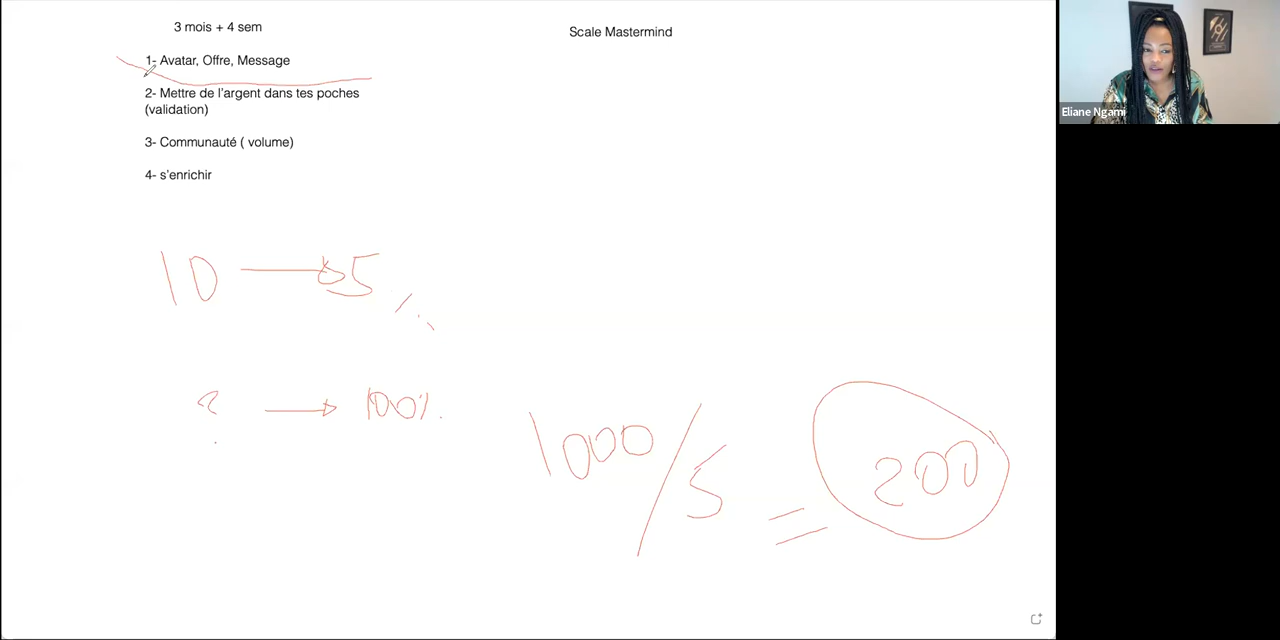 3 mois + 4 sem
Scale Mastermind
1- Avatar, Offre, Message
2- Mettre de l'argent dans tes poches
(validation)
3- Communauté ( volume)
4- s'enrichir
Eliane Ngami
10 → 5%
? → 100%
1000/5 = 200